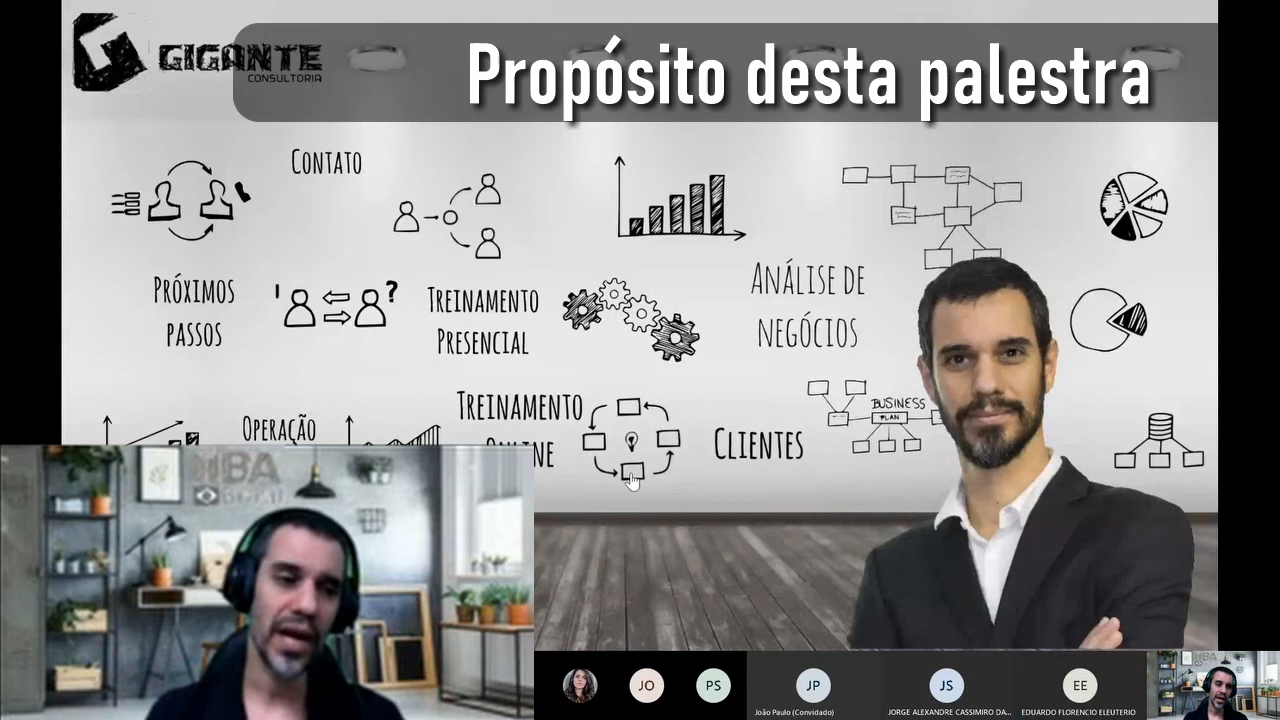 GIGANTE
CONSULTORIA
Propósito desta palestra
CONTATO
PRÓXIMOS
PASSOS
TREINAMENTO
PRESENCIAL
ANÁLISE DE
NEGÓCIOS
OPERAÇÃO
TREINAMENTO
CLIENTES
BUSINESS
PLAN
JO
PS
JP
João Paulo (Convidado)
JS
JORGE ALEXANDRE CASSIMIRO DA...
EE
EDUARDO FLORENCIO ELEUTERIO